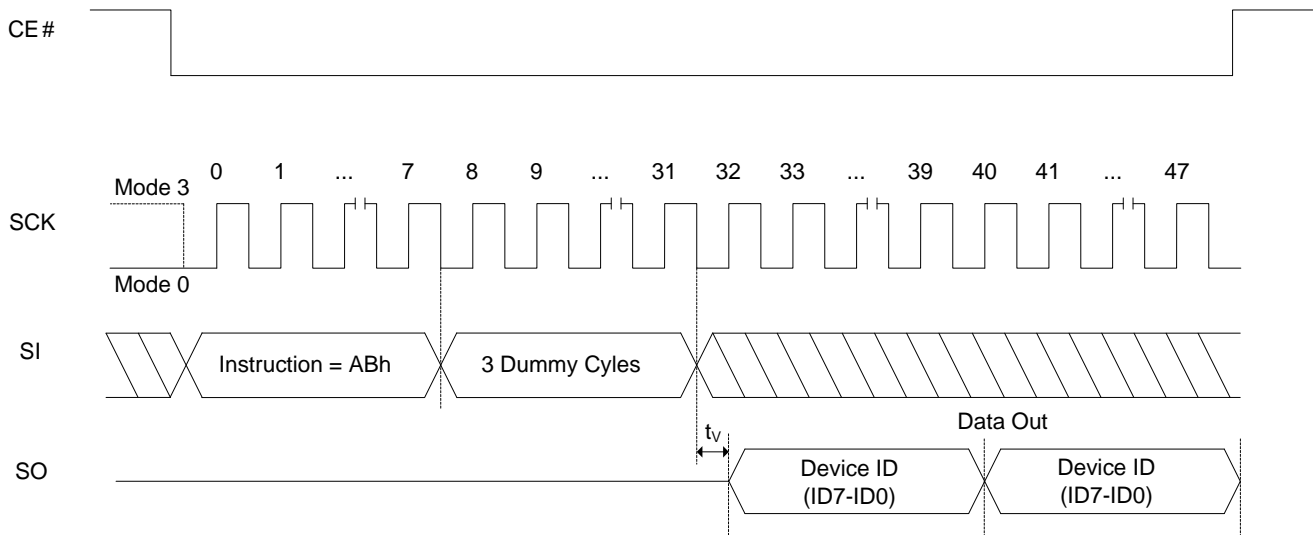 CE#
0 1 ... 7 8 9 ... 31 32 33 ... 39 40 41 ... 47
Mode 3
SCK
Mode 0
SI
Instruction = ABh
3 Dummy Cyles
tV
Data Out
SO
Device ID
(ID7-ID0)
Device ID
(ID7-ID0)